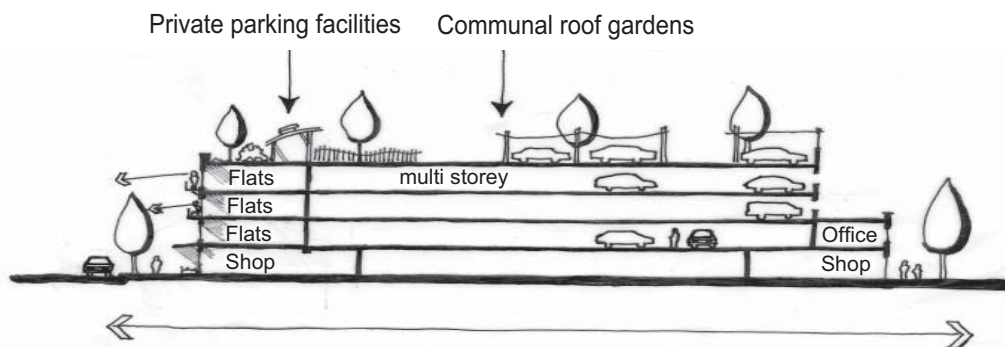 Private parking facilities Communal roof gardens
Flats multi storey
Flats
Flats Office
Shop Shop